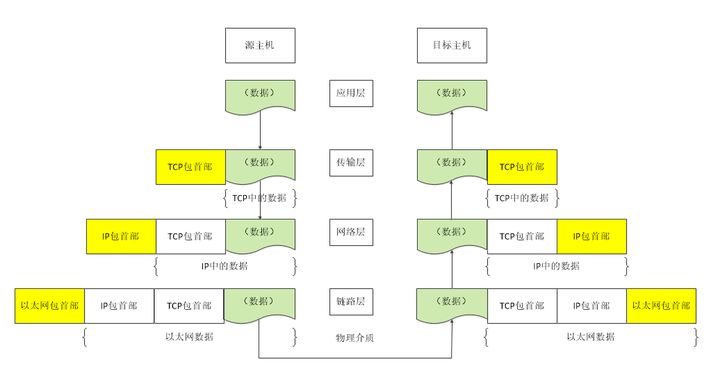 源主机
目标主机
（数据）
应用层
（数据）
TCP包首部
（数据）
传输层
（数据）
TCP包首部
TCP中的数据
TCP中的数据
IP包首部
TCP包首部
（数据）
网络层
（数据）
TCP包首部
IP包首部
IP中的数据
IP中的数据
以太网包首部
IP包首部
TCP包首部
（数据）
链路层
（数据）
TCP包首部
IP包首部
以太网包首部
以太网数据
物理介质
以太网数据